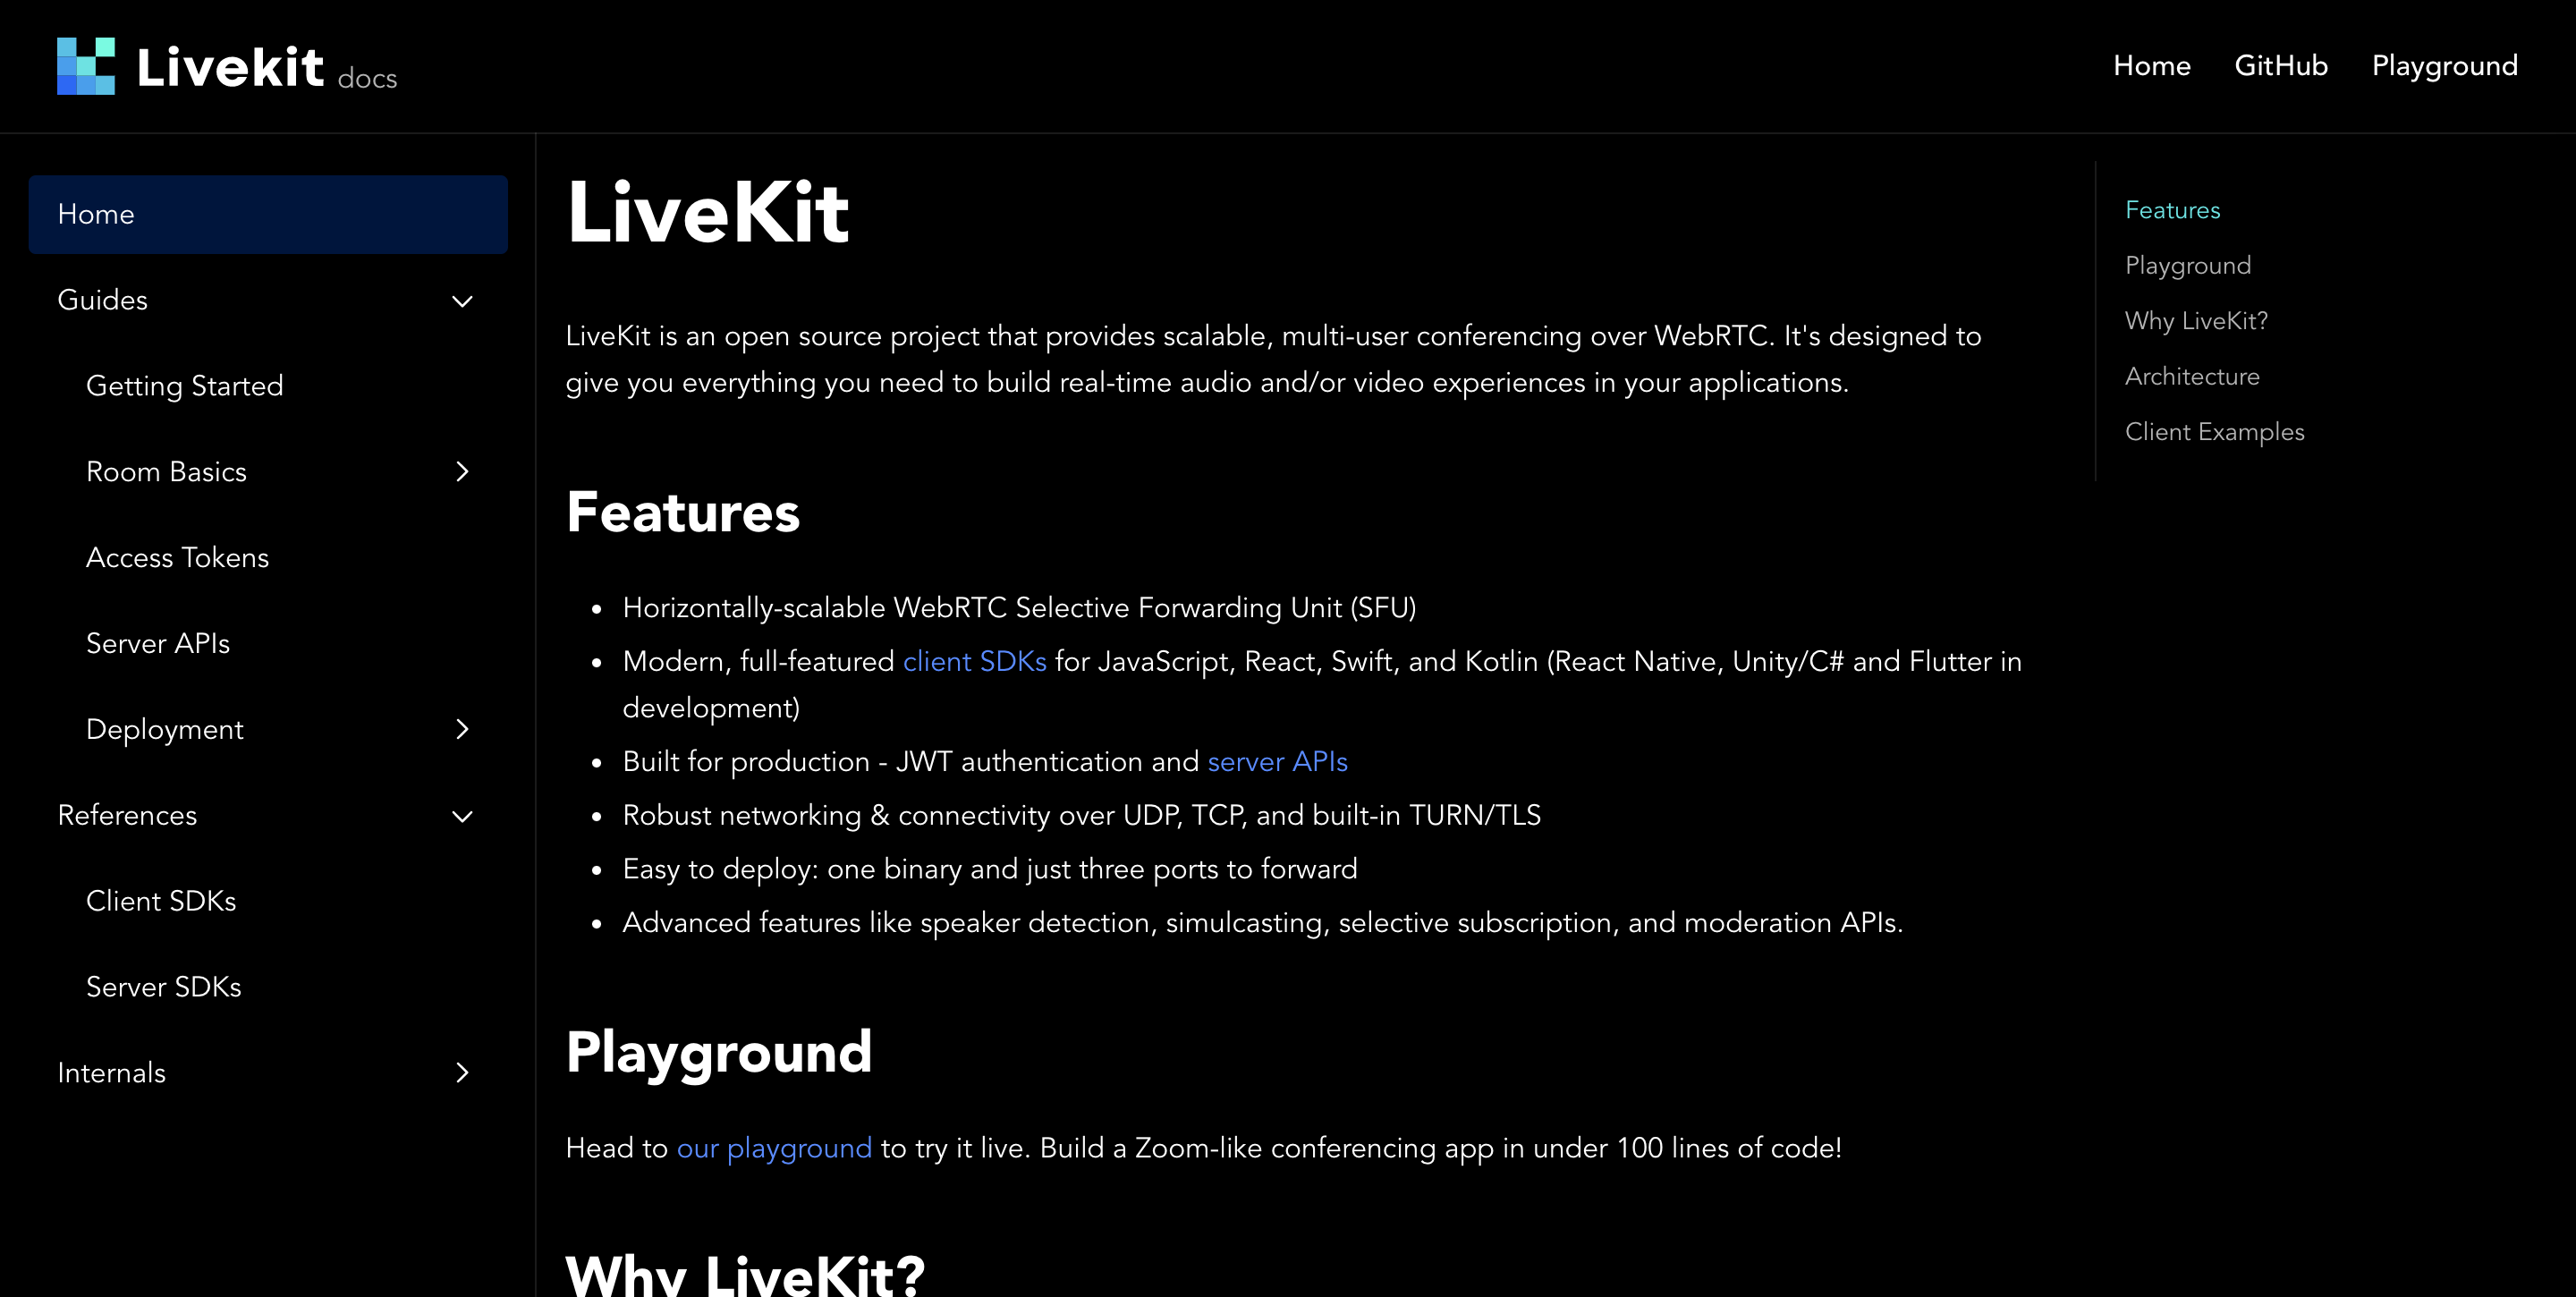 Livekit docs
Home GitHub Playground
Home
Guides
Getting Started
Room Basics
Access Tokens
Server APIs
Deployment
References
Client SDKs
Server SDKs
Internals
LiveKit
LiveKit is an open source project that provides scalable, multi-user conferencing over WebRTC. It's designed to
give you everything you need to build real-time audio and/or video experiences in your applications.
Features
Horizontally-scalable WebRTC Selective Forwarding Unit (SFU)
Modern, full-featured client SDKs for JavaScript, React, Swift, and Kotlin (React Native, Unity/C# and Flutter in
development)
Built for production - JWT authentication and server APIs
Robust networking & connectivity over UDP, TCP, and built-in TURN/TLS
Easy to deploy: one binary and just three ports to forward
Advanced features like speaker detection, simulcasting, selective subscription, and moderation APIs.
Playground
Head to our playground to try it live. Build a Zoom-like conferencing app in under 100 lines of code!
Why LiveKit?
Features
Playground
Why LiveKit?
Architecture
Client Examples